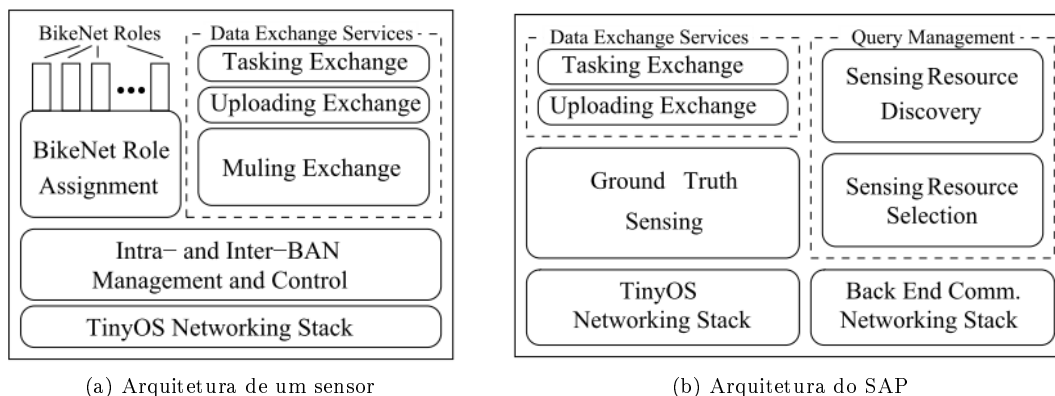 BikeNet Roles
Data Exchange Services
Tasking Exchange
Uploading Exchange
Muling Exchange
BikeNet Role
Assignment
Intra− and Inter−BAN
Management and Control
TinyOS Networking Stack
(a) Arquitetura de um sensor
Data Exchange Services
Tasking Exchange
Uploading Exchange
Ground Truth
Sensing
Query Management
Sensing Resource
Discovery
Sensing Resource
Selection
TinyOS
Networking Stack
Back End Comm.
Networking Stack
(b) Arquitetura do SAP